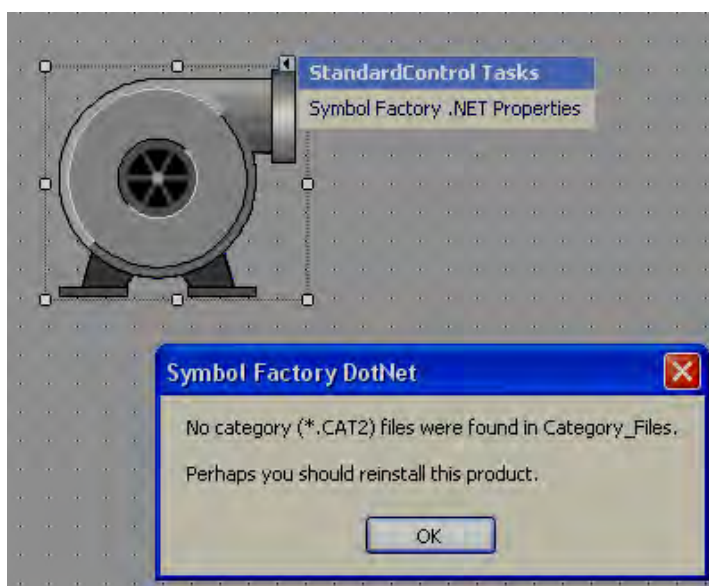 StandardControl Tasks
Symbol Factory .NET Properties
Symbol Factory DotNet
No category (*.CAT2) files were found in Category_Files.
Perhaps you should reinstall this product.
OK